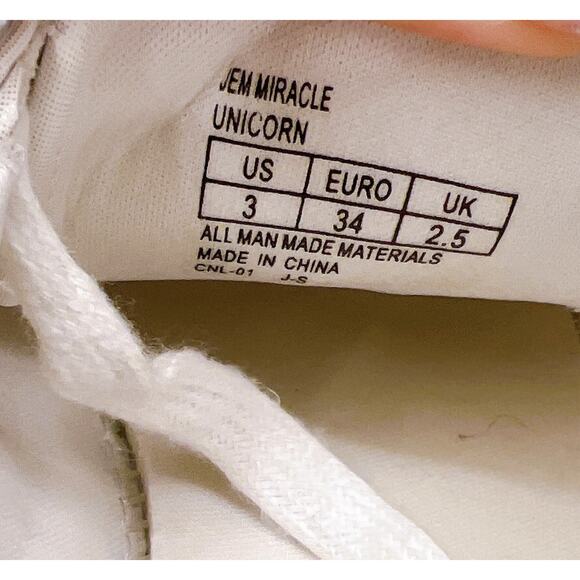 JEM MIRACLE
UNICORN
US EURO UK
3 34 2.5
ALL MAN MADE MATERIALS
MADE IN CHINA
CNL-01 J-S